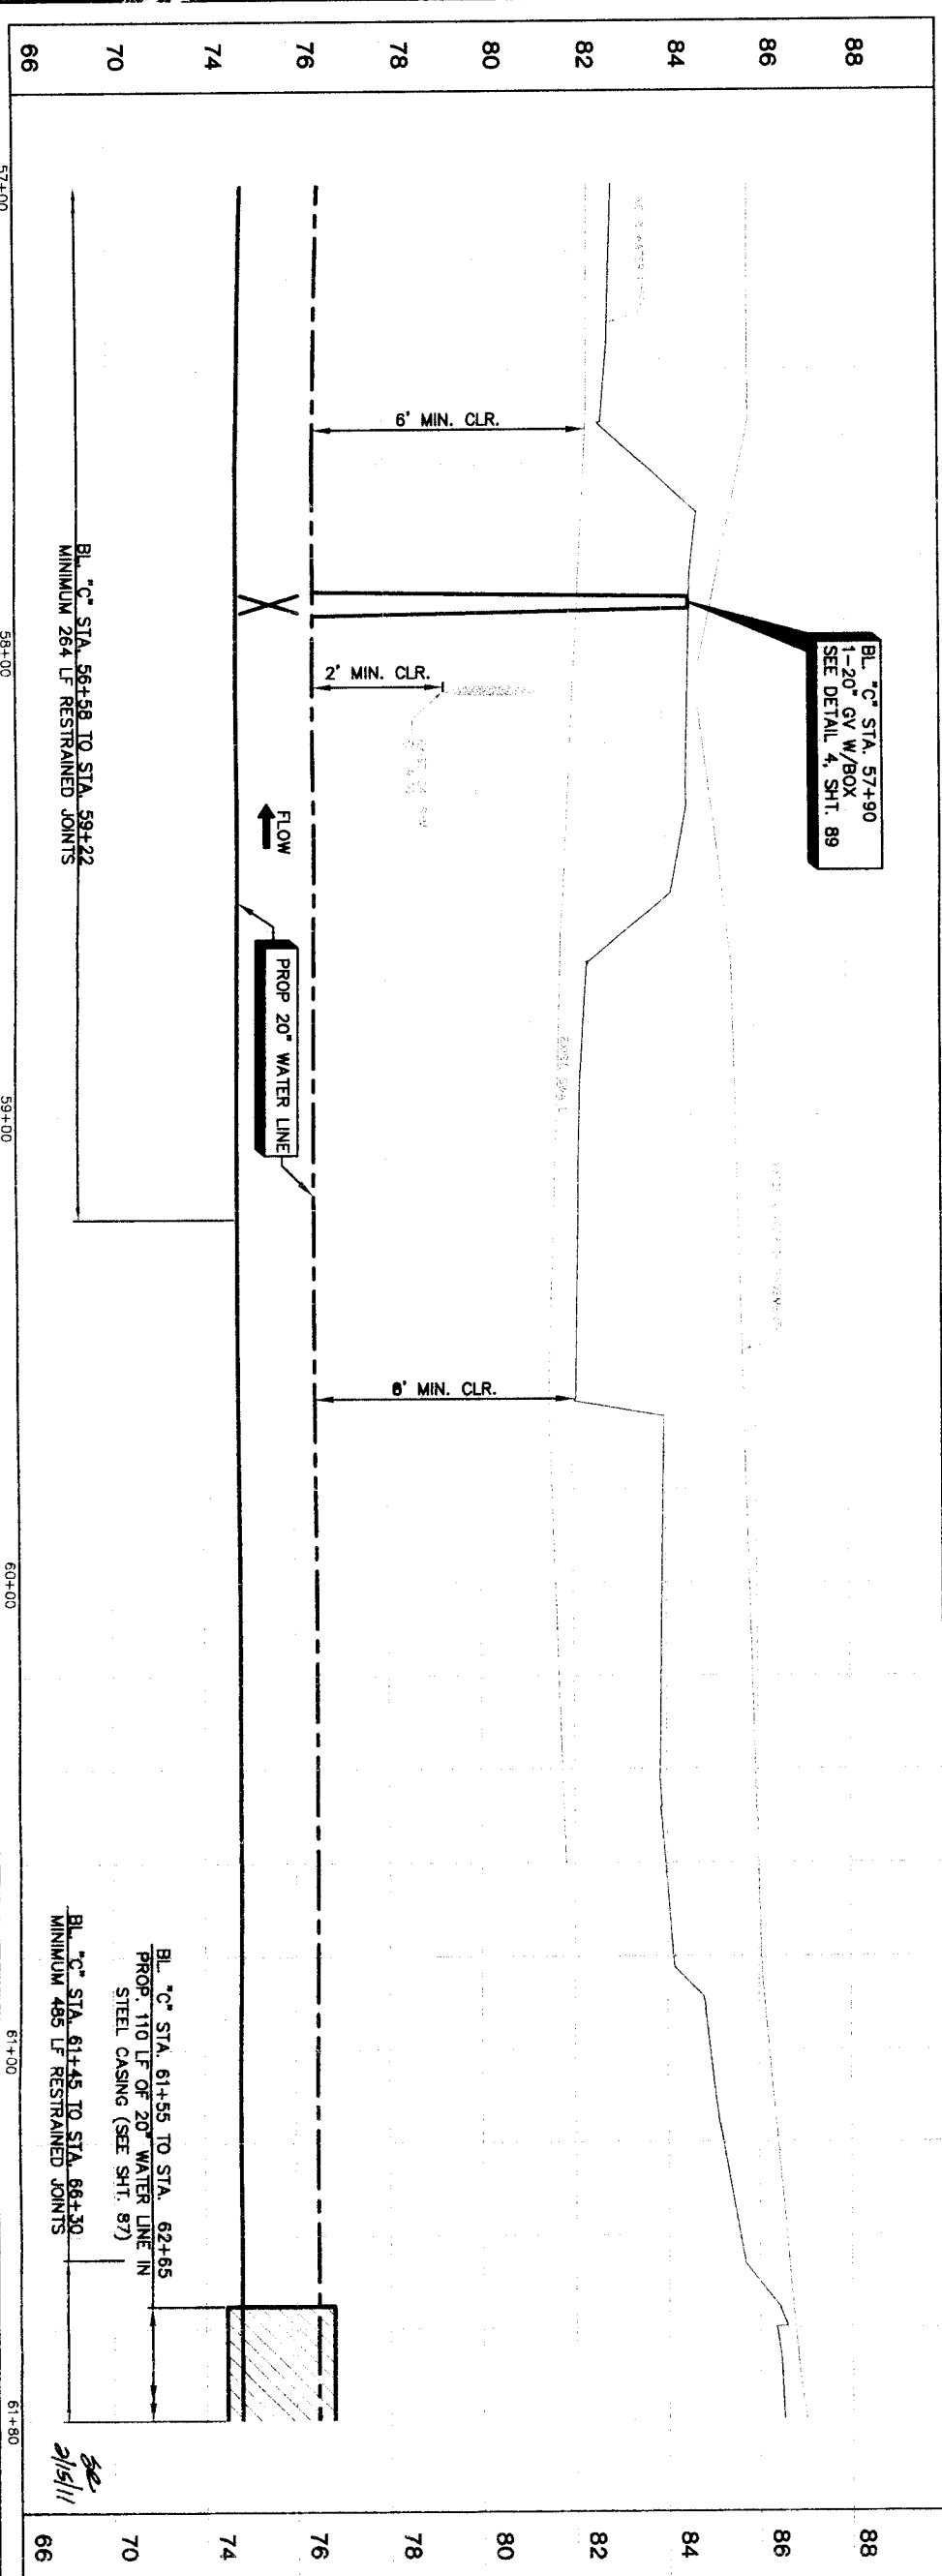 88
86
84
82
80
78
76
74
70
66
BL. "C" STA. 57+90
1-20" GV W/BOX
SEE DETAIL 4, SHT. 89
6' MIN. CLR.
2' MIN. CLR.
6' MIN. CLR.
FLOW
PROP 20" WATER LINE
BL. "C" STA. 56+58 TO STA. 59+22
MINIMUM 264 LF RESTRAINED JOINTS
BL. "C" STA. 61+55 TO STA. 62+65
PROP. 110 LF OF 20" WATER LINE IN
STEEL CASING (SEE SHT. 87)
BL. "C" STA. 61+45 TO STA. 66+30
MINIMUM 485 LF RESTRAINED JOINTS
57+00
58+00
59+00
60+00
61+00
61+80
88
86
84
82
80
78
76
74
70
66
2/15/11